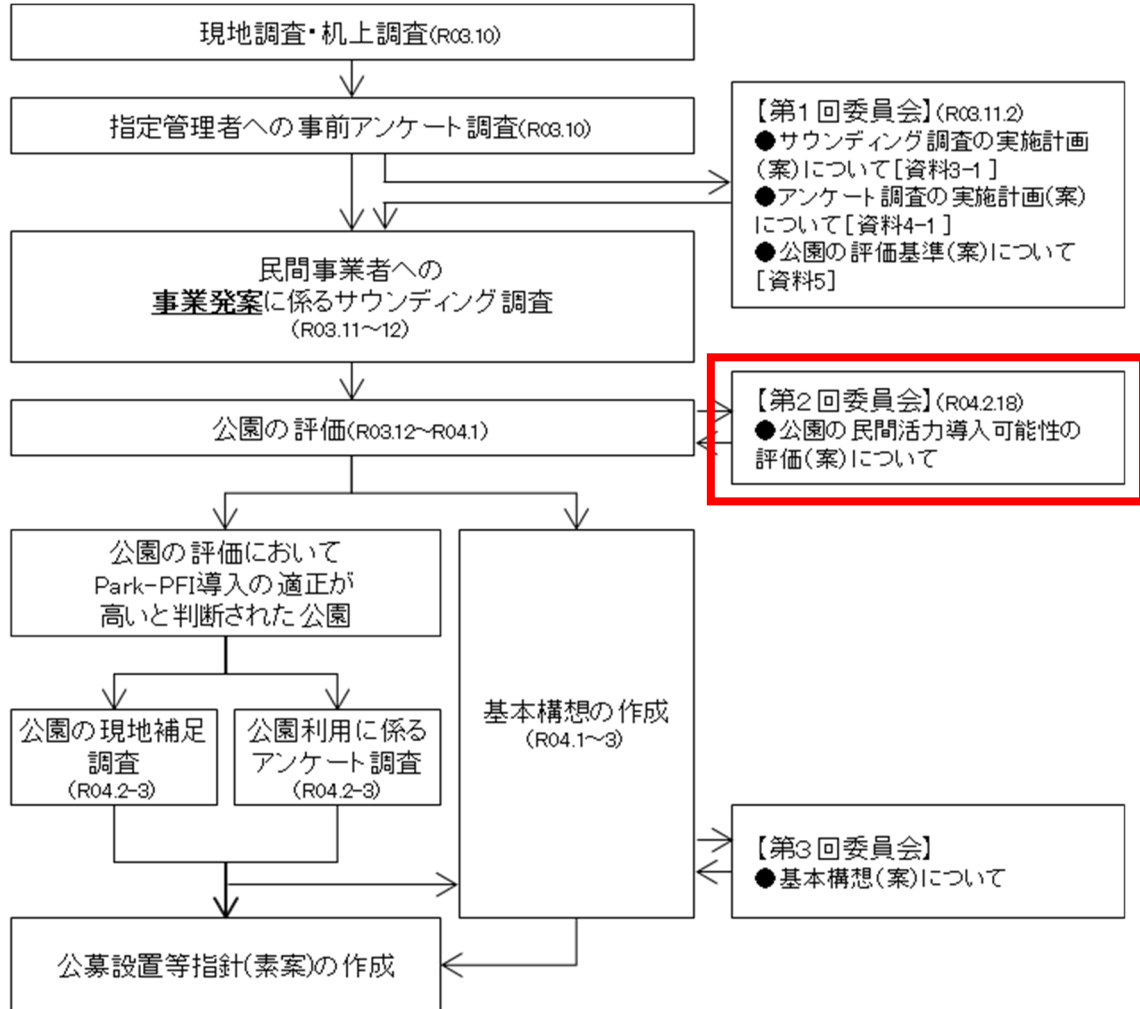 現地調査・机上調査(R03.10)
指定管理者への事前アンケート調査(R03.10)
【第1回委員会】(R03.11.2)
●サウンディング調査の実施計画
(案)について[資料3-1]
●アンケート調査の実施計画(案)
について[資料4-1]
●公園の評価基準(案)について
[資料5]
民間事業者への
事業発案に係るサウンディング調査
(R03.11～12)
公園の評価(R03.12～R04.1)
【第2回委員会】(R04.2.18)
●公園の民間活力導入可能性の
評価(案)について
公園の評価において
Park-PFI導入の適正が
高いと判断された公園
公園の現地補足
調査
(R04.2-3)
公園利用に係る
アンケート調査
(R04.2-3)
基本構想の作成
(R04.1～3)
【第3回委員会】
●基本構想(案)について
公募設置等指針(素案)の作成